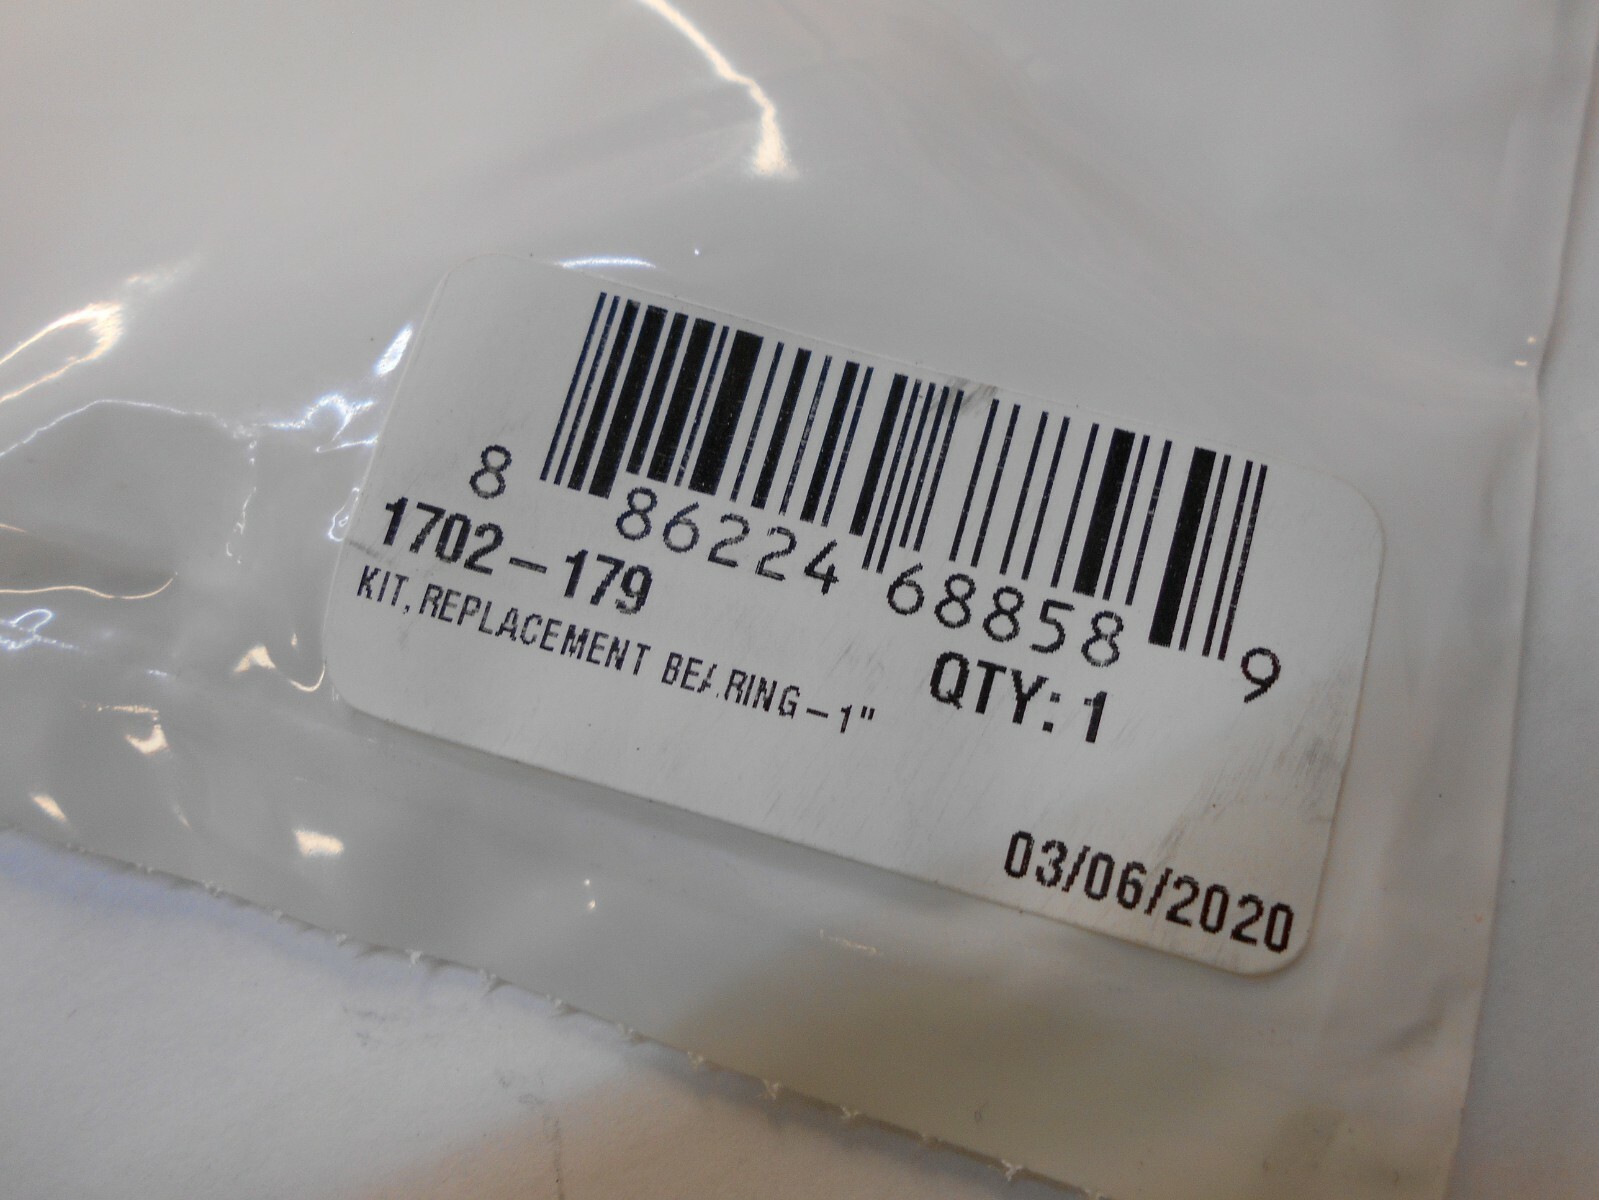 8 86224 68858 9
1702-179
KIT, REPLACEMENT BEARING-1"
QTY: 1
03/06/2020